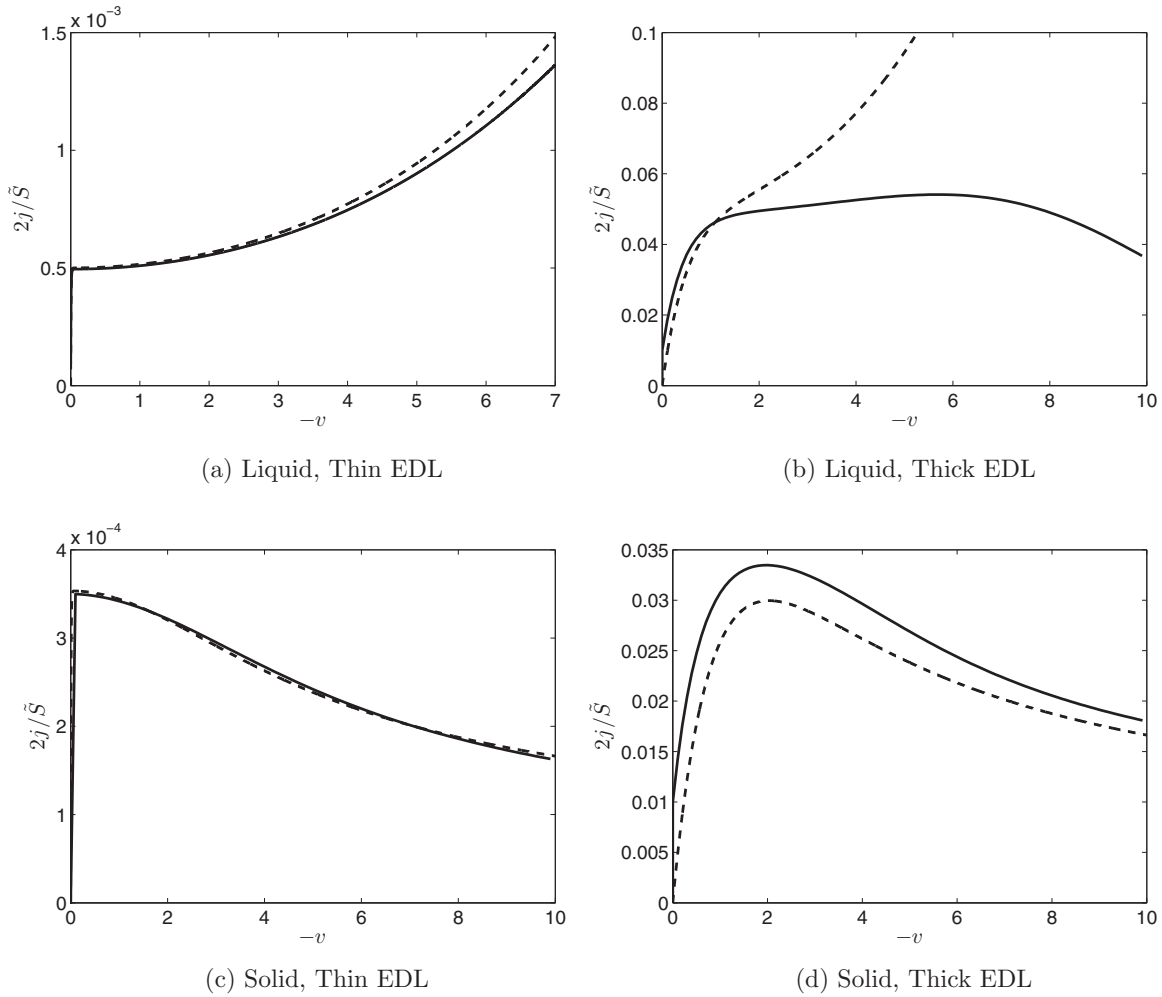 x 10⁻³
1.5
1
0.5
0
2j/S̃
0 1 2 3 4 5 6 7
−v
(a) Liquid, Thin EDL
0.1
0.08
0.06
0.04
0.02
0
2j/S̃
0 2 4 6 8 10
−v
(b) Liquid, Thick EDL
x 10⁻⁴
4
3
2
1
0
2j/S̃
0 2 4 6 8 10
−v
(c) Solid, Thin EDL
0.035
0.03
0.025
0.02
0.015
0.01
0.005
0
2j/S̃
0 2 4 6 8 10
−v
(d) Solid, Thick EDL